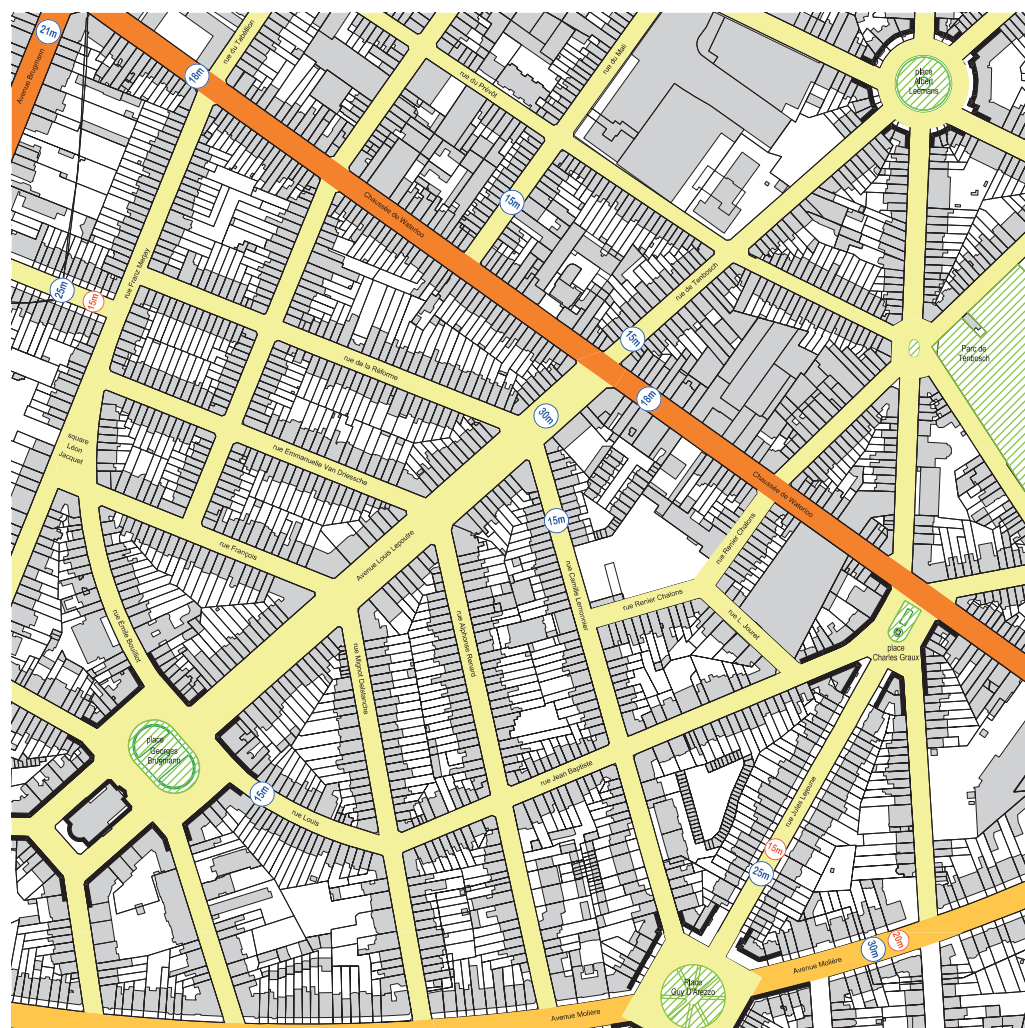 21m
Avenue Brugmann
rue du Tabellion
18m
rue du Prévôt
rue du Mail
place
Albert
Leemans
15m
Chaussée de Waterloo
rue Franz Merjay
25m
15m
rue de Tenbosch
15m
Parc de
Tenbosch
rue de la Réforme
18m
30m
square
Léon
Jacquet
rue Emmanuelle Van Driessche
Chaussée de Waterloo
15m
rue François
Avenue Louis Lepoutre
rue Renier Chalons
rue Camille Lemonnier
rue Renier Chalons
rue L. Jouret
rue Emile Bouilliot
rue Alphonse Renard
rue Mignot Delstanche
place
Charles Graux
place
Georges
Brugmann
15m
rue Louis
rue Jean Baptiste
rue Jules Lejeune
15m
25m
30m
20m
Avenue Molière
Place
Guy D'Arezzo
Avenue Molière